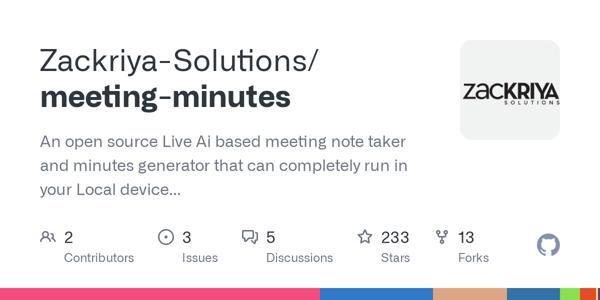 Zackriya-Solutions/
meeting-minutes
ZACKRIYA
SOLUTIONS
An open source Live Ai based meeting note taker
and minutes generator that can completely run in
your Local device...
2
Contributors
3
Issues
5
Discussions
233
Stars
13
Forks